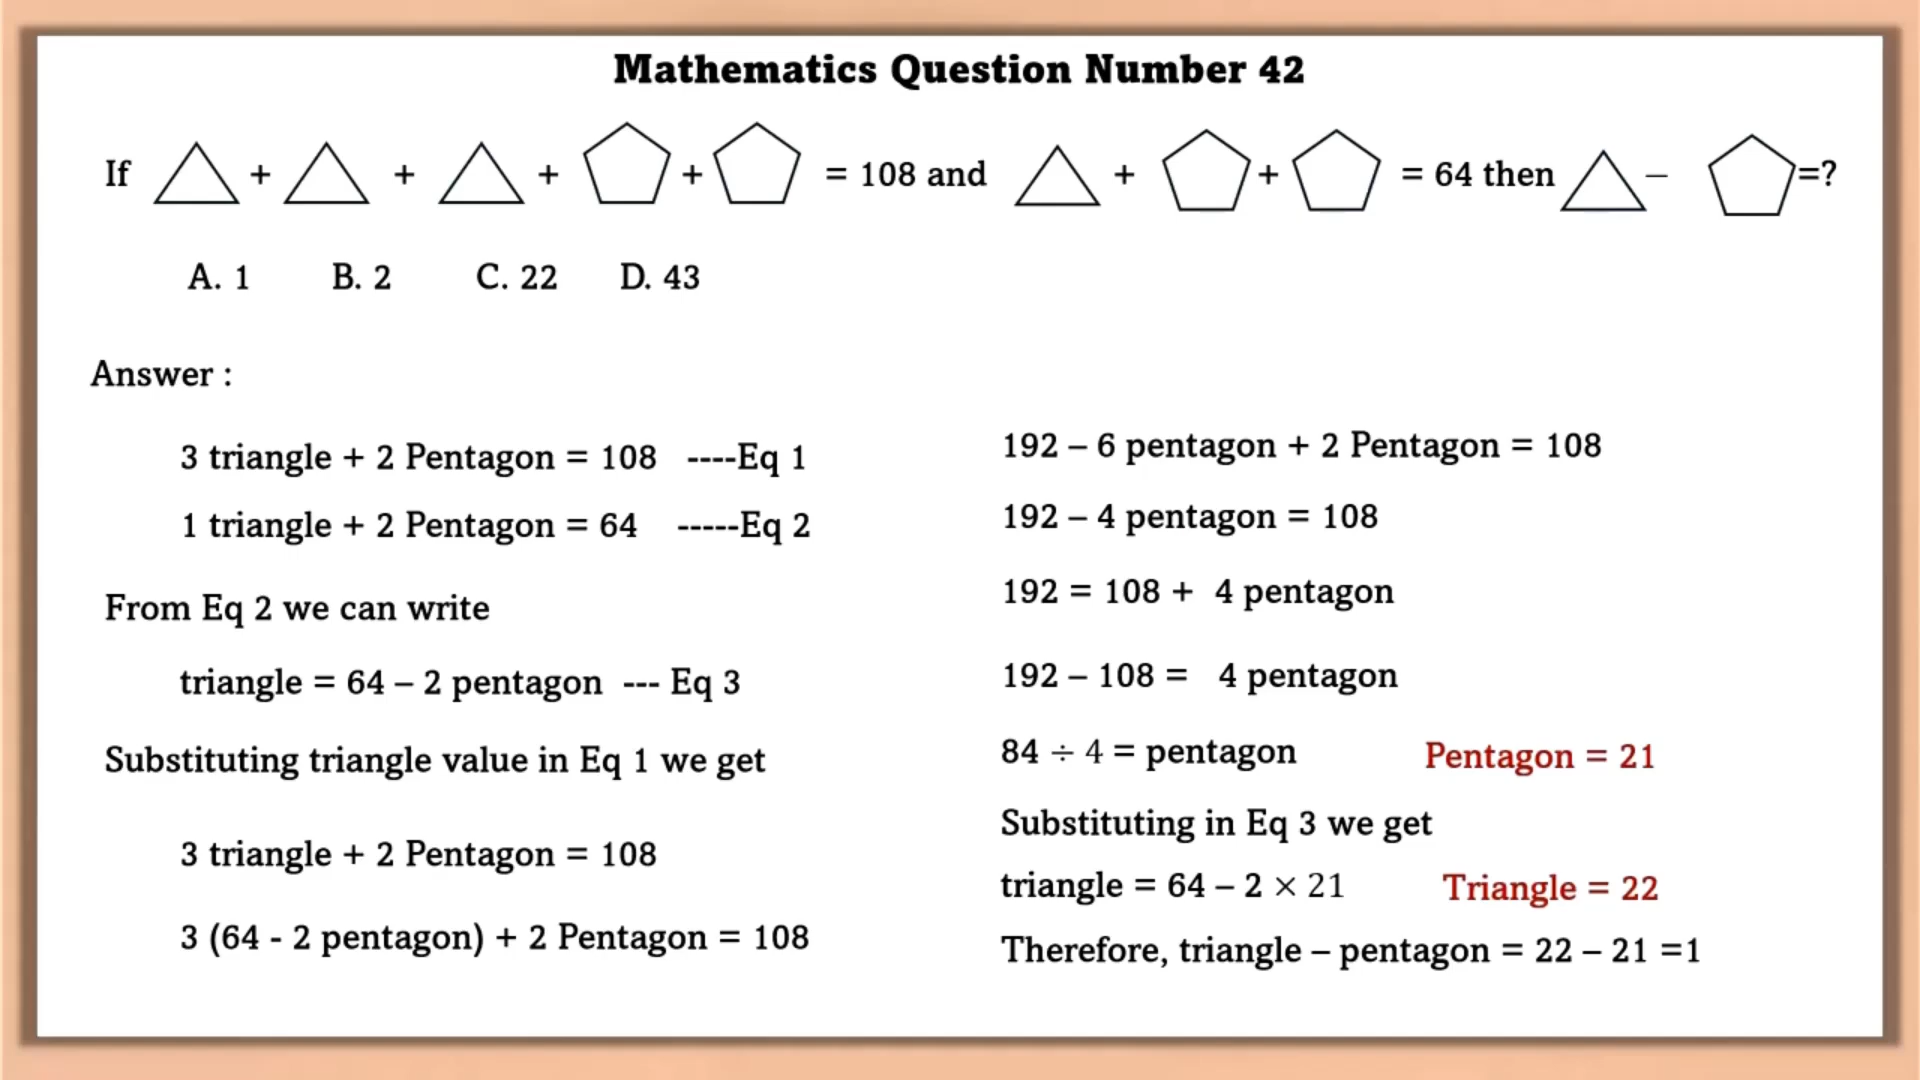 Mathematics Question Number 42
If + + + + = 108 and + + = 64 then – =?
A. 1 B. 2 C. 22 D. 43
Answer :
3 triangle + 2 Pentagon = 108 ----Eq 1
1 triangle + 2 Pentagon = 64 -----Eq 2
From Eq 2 we can write
triangle = 64 – 2 pentagon --- Eq 3
Substituting triangle value in Eq 1 we get
3 triangle + 2 Pentagon = 108
3 (64 - 2 pentagon) + 2 Pentagon = 108
192 – 6 pentagon + 2 Pentagon = 108
192 – 4 pentagon = 108
192 = 108 + 4 pentagon
192 – 108 = 4 pentagon
84 ÷ 4 = pentagon Pentagon = 21
Substituting in Eq 3 we get
triangle = 64 – 2 × 21 Triangle = 22
Therefore, triangle – pentagon = 22 – 21 =1